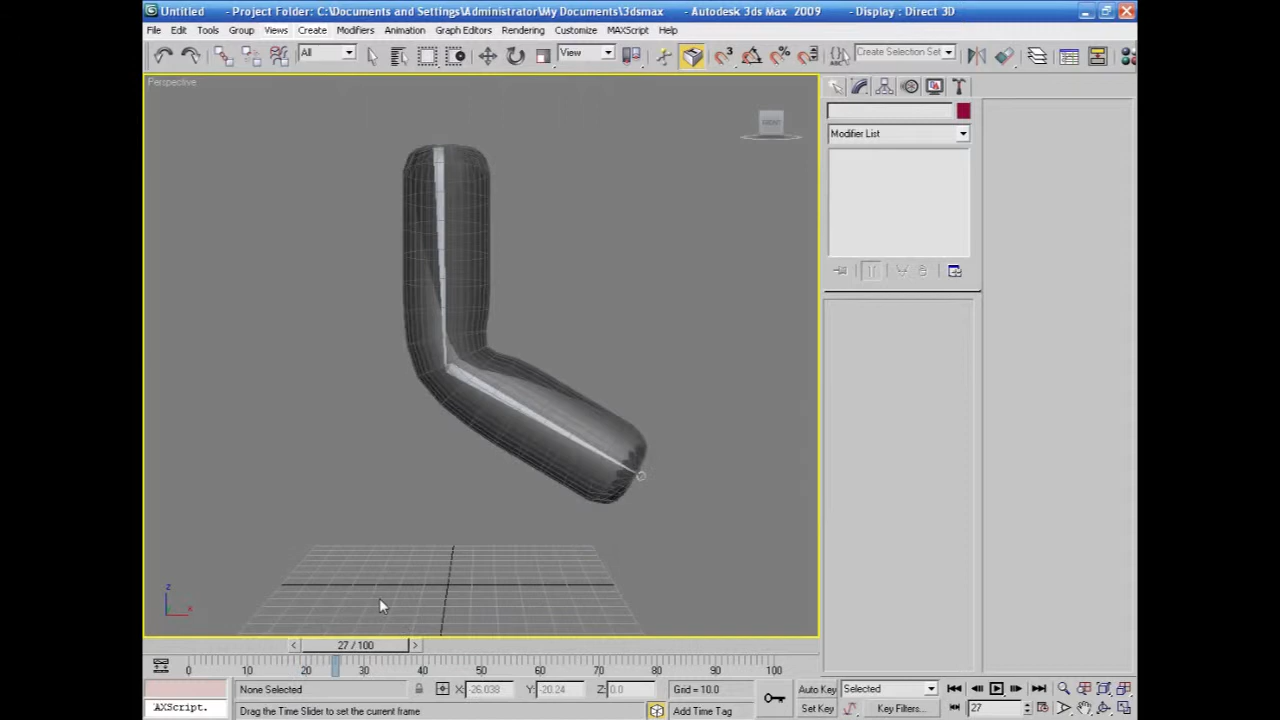 Untitled - Project Folder: C:\Documents and Settings\Administrator\My Documents\3dsmax - Autodesk 3ds Max 2009 - Display : Direct 3D
File Edit Tools Group Views Create Modifiers Animation Graph Editors Rendering Customize MAXScript Help
All View 3 Create Selection Set
Perspective
FRONT
Modifier List
z
x
< 27 / 100 >
0 10 20 30 40 50 60 70 80 90 100
None Selected X: -26.038 Y: -20.24 Z: 0.0 Grid = 10.0 Auto Key Selected
AXScript. Drag the Time Slider to set the current frame Add Time Tag Set Key Key Filters... 27